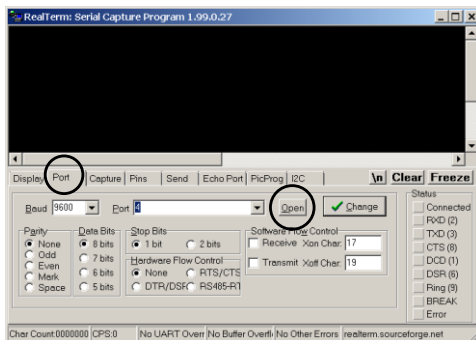 RealTerm: Serial Capture Program 1.99.0.27
Display Port Capture Pins Send Echo Port PicProg I2C \n Clear Freeze
Baud 9600 Port 4 Open Change
Status
Connected
RXD (2)
TXD (3)
CTS (8)
DCD (1)
DSR (6)
Ring (9)
BREAK
Error
Parity
None
Odd
Even
Mark
Space
Data Bits
8 bits
7 bits
6 bits
5 bits
Stop Bits
1 bit 2 bits
Hardware Flow Control
None RTS/CTS
DTR/DSR RS485-RT
Software Flow Control
Receive Xon Char: 17
Transmit Xoff Char: 19
Char Count:0000000 CPS:0 No UART Overr No Buffer Overfl No Other Errors realterm.sourceforge.net